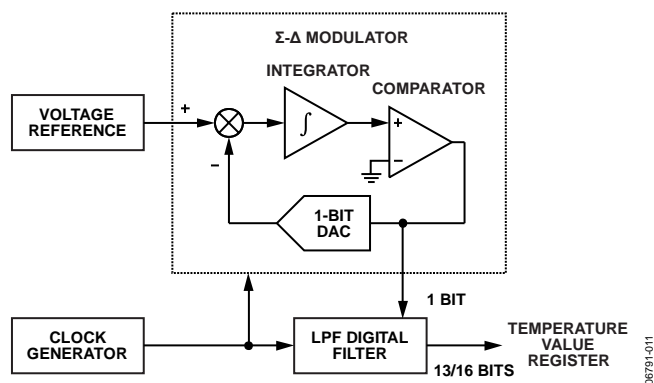 Σ-Δ MODULATOR
INTEGRATOR
COMPARATOR
VOLTAGE
REFERENCE
+
−
∫
+
−
1-BIT
DAC
1 BIT
CLOCK
GENERATOR
LPF DIGITAL
FILTER
13/16 BITS
TEMPERATURE
VALUE
REGISTER
06791-011